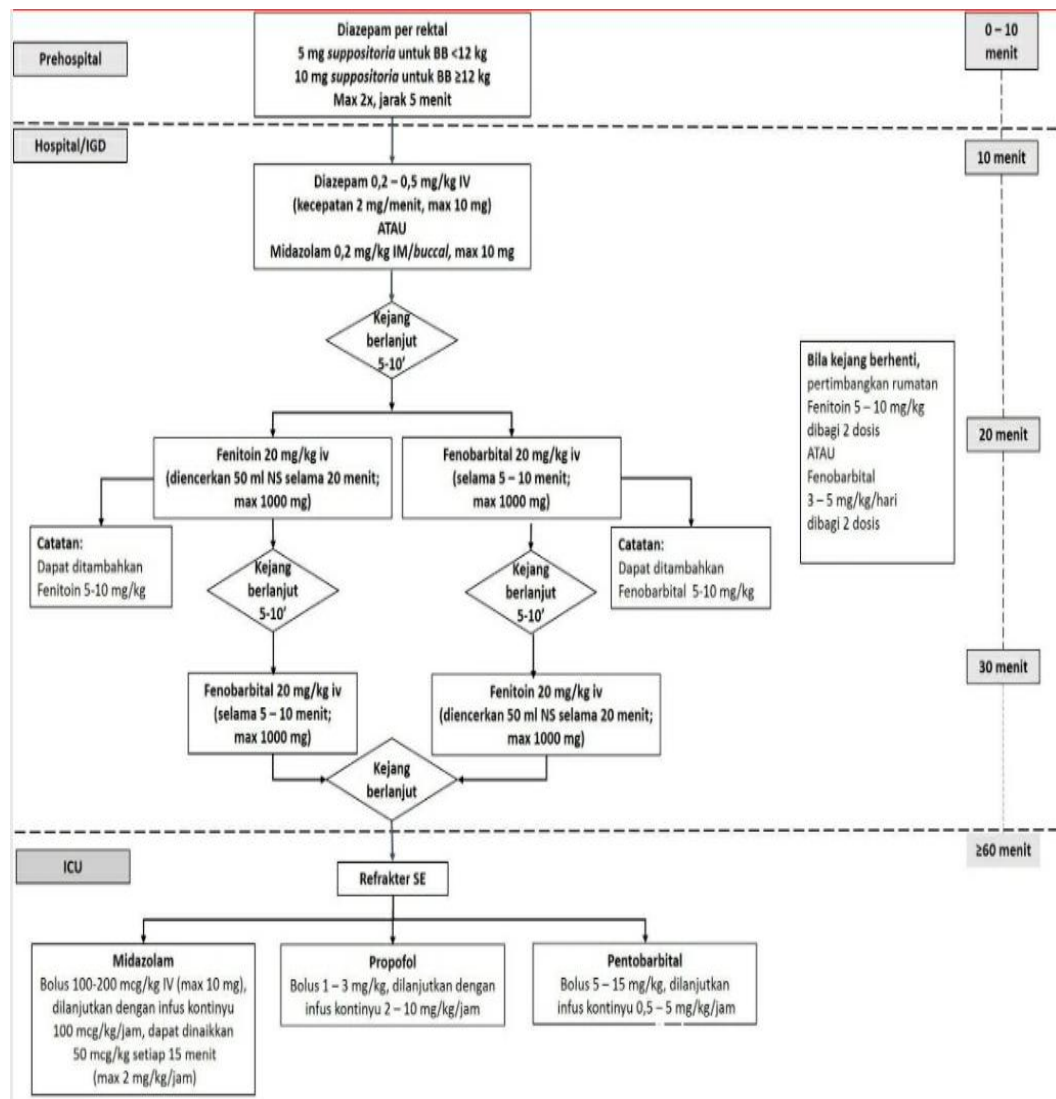 Prehospital
Diazepam per rektal
5 mg suppositoria untuk BB <12 kg
10 mg suppositoria untuk BB ≥12 kg
Max 2x, jarak 5 menit
0 – 10
menit
Hospital/IGD
10 menit
Diazepam 0,2 – 0,5 mg/kg IV
(kecepatan 2 mg/menit, max 10 mg)
ATAU
Midazolam 0,2 mg/kg IM/buccal, max 10 mg
Kejang
berlanjut
5-10'
Bila kejang berhenti,
pertimbangkan rumatan
Fenitoin 5 – 10 mg/kg
dibagi 2 dosis
ATAU
Fenobarbital
3 – 5 mg/kg/hari
dibagi 2 dosis
20 menit
Fenitoin 20 mg/kg iv
(diencerkan 50 ml NS selama 20 menit;
max 1000 mg)
Fenobarbital 20 mg/kg iv
(selama 5 – 10 menit;
max 1000 mg)
Catatan:
Dapat ditambahkan
Fenitoin 5-10 mg/kg
Kejang
berlanjut
5-10'
Kejang
berlanjut
5-10'
Catatan:
Dapat ditambahkan
Fenobarbital 5-10 mg/kg
30 menit
Fenobarbital 20 mg/kg iv
(selama 5 – 10 menit;
max 1000 mg)
Fenitoin 20 mg/kg iv
(diencerkan 50 ml NS selama 20 menit;
max 1000 mg)
Kejang
berlanjut
≥60 menit
ICU
Refrakter SE
Midazolam
Bolus 100-200 mcg/kg IV (max 10 mg),
dilanjutkan dengan infus kontinyu
100 mcg/kg/jam, dapat dinaikkan
50 mcg/kg setiap 15 menit
(max 2 mg/kg/jam)
Propofol
Bolus 1 – 3 mg/kg, dilanjutkan dengan
infus kontinyu 2 – 10 mg/kg/jam
Pentobarbital
Bolus 5 – 15 mg/kg, dilanjutkan
infus kontinyu 0,5 – 5 mg/kg/jam